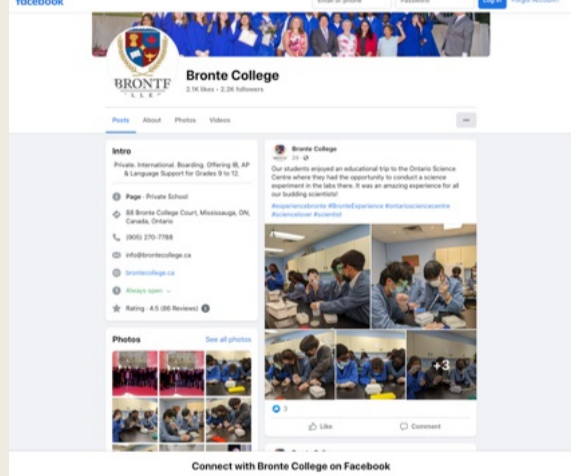 facebook
Email or phone
Password
Log In
Forgot Account?
BRONTE
Bronte College
2.1K likes • 2.2K followers
Posts
About
Photos
Videos
Intro
Private. International. Boarding. Offering IB, AP
& Language Support for Grades 9 to 12.
Page · Private School
88 Bronte College Court, Mississauga, ON,
Canada, Ontario
(905) 270-7788
info@brontecollege.ca
brontecollege.ca
Always open
Rating · 4.5 (86 Reviews)
Photos
See all photos
Bronte College
Our students enjoyed an educational trip to the Ontario Science
Centre where they had the opportunity to conduct a science
experiment in the labs there. It was an amazing experience for all
our budding scientists!
#experiencebronte #BronteExperience #ontariosciencecentre
#sciencelover #scientist
+3
3
Like
Comment
Connect with Bronte College on Facebook